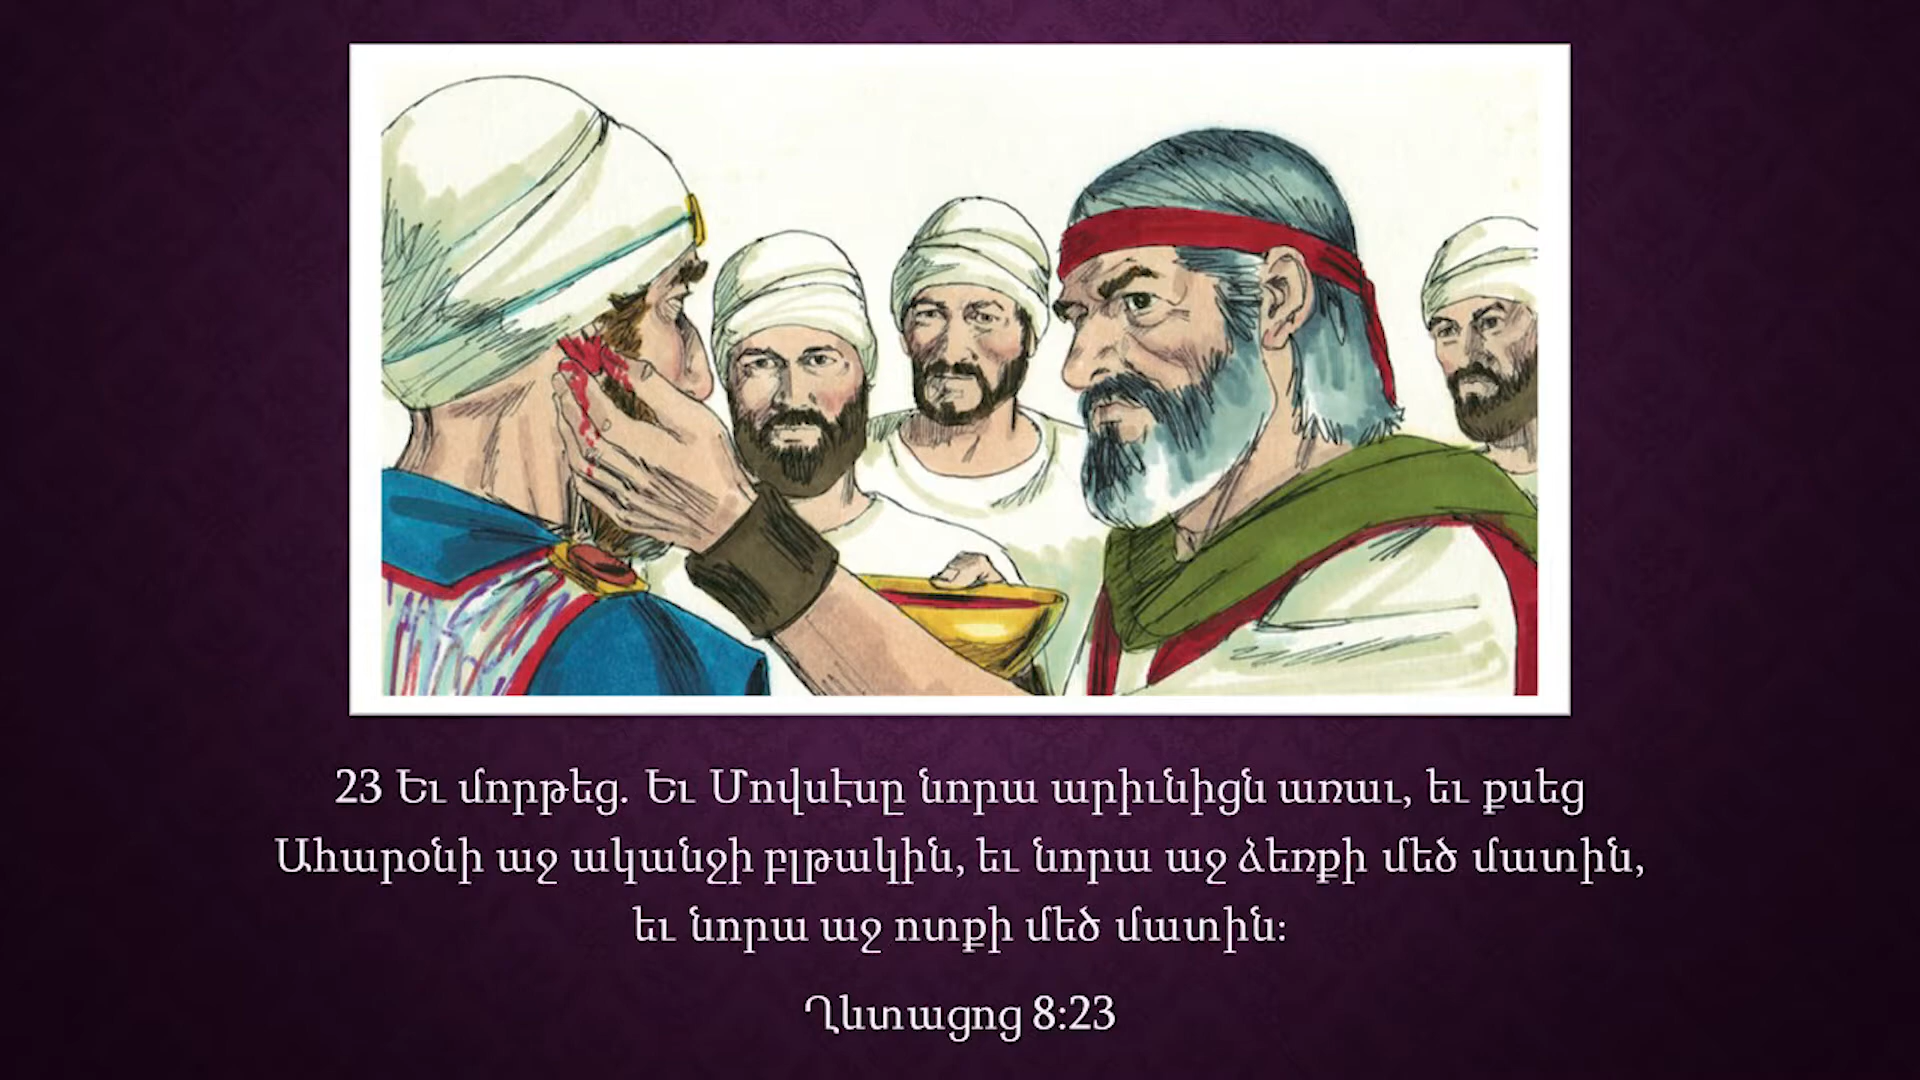 23 Եւ մորթեց. Եւ Մովսէսը նորա արիւնիցն առաւ, եւ քսեց
Ահարօնի աջ ականջի բլթակին, եւ նորա աջ ձեռքի մեծ մատին,
եւ նորա աջ ոտքի մեծ մատին։
Ղևտացոց 8:23